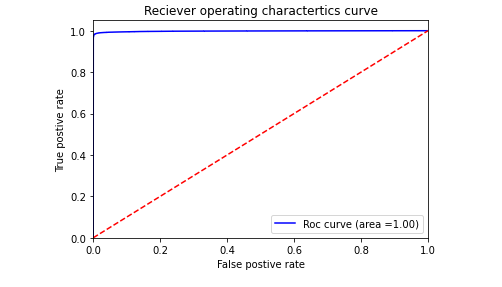 Reciever operating charactertics curve
1.0
0.8
0.6
0.4
0.2
0.0
True postive rate
Roc curve (area =1.00)
0.0 0.2 0.4 0.6 0.8 1.0
False postive rate